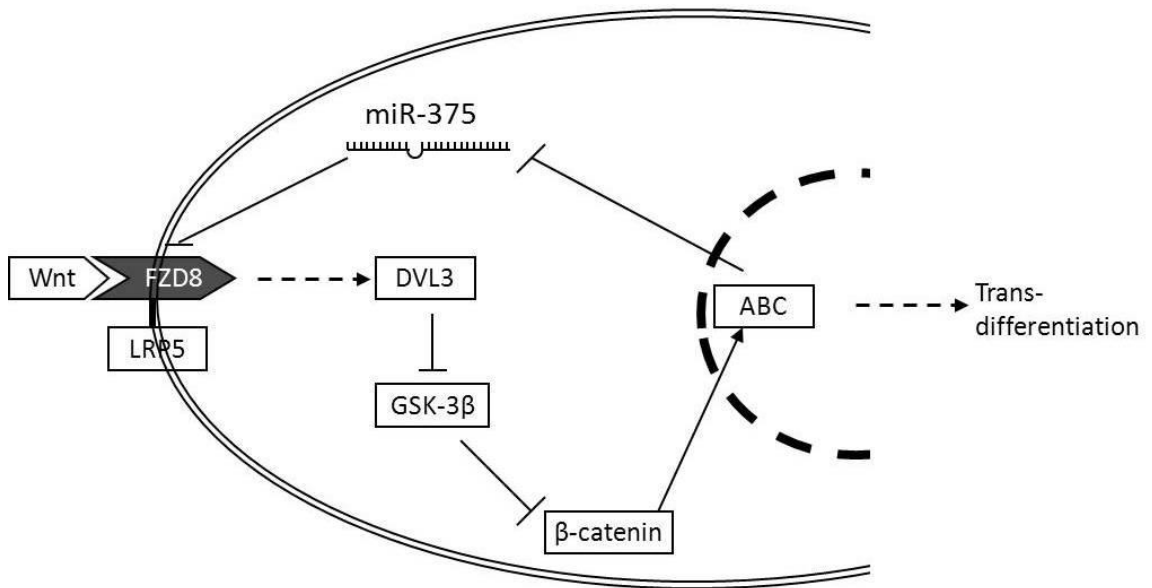 miR-375
Wnt
FZD8
DVL3
LRP5
ABC
Trans-
differentiation
GSK-3β
β-catenin